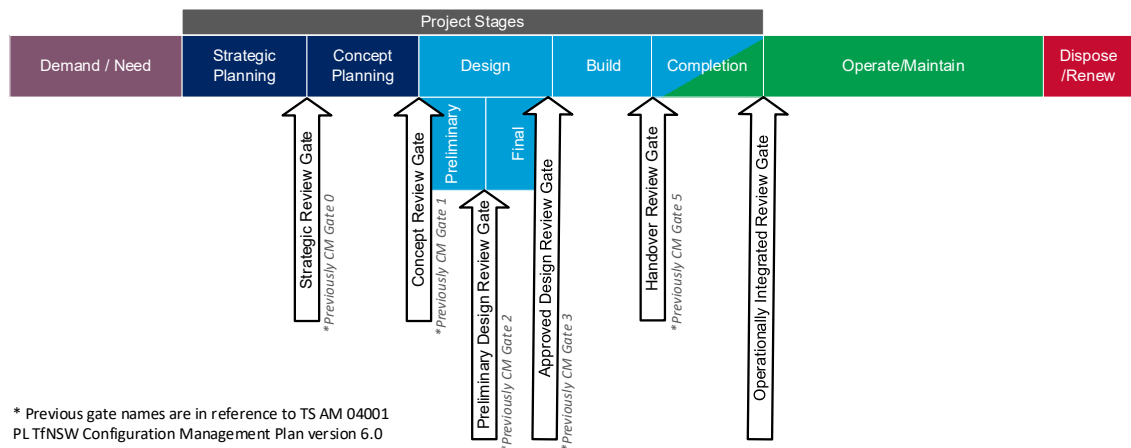 Project Stages
Demand / Need
Strategic
Planning
Concept
Planning
Design
Build
Completion
Operate/Maintain
Dispose
/Renew
Preliminary
Final
Strategic Review Gate
*Previously CM Gate 0
Concept Review Gate
*Previously CM Gate 1
Preliminary Design Review Gate
*Previously CM Gate 2
Approved Design Review Gate
*Previously CM Gate 3
Handover Review Gate
*Previously CM Gate 5
Operationally Integrated Review Gate
* Previous gate names are in reference to TS AM 04001
PL TfNSW Configuration Management Plan version 6.0